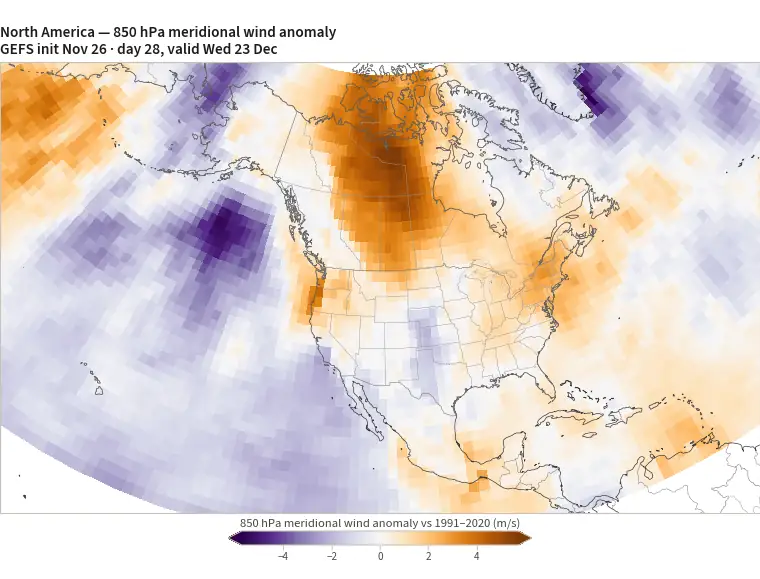 North America — 850 hPa meridional wind anomaly
GEFS init Nov 26 · day 28, valid Wed 23 Dec
850 hPa meridional wind anomaly vs 1991–2020 (m/s)
−4 −2 0 2 4